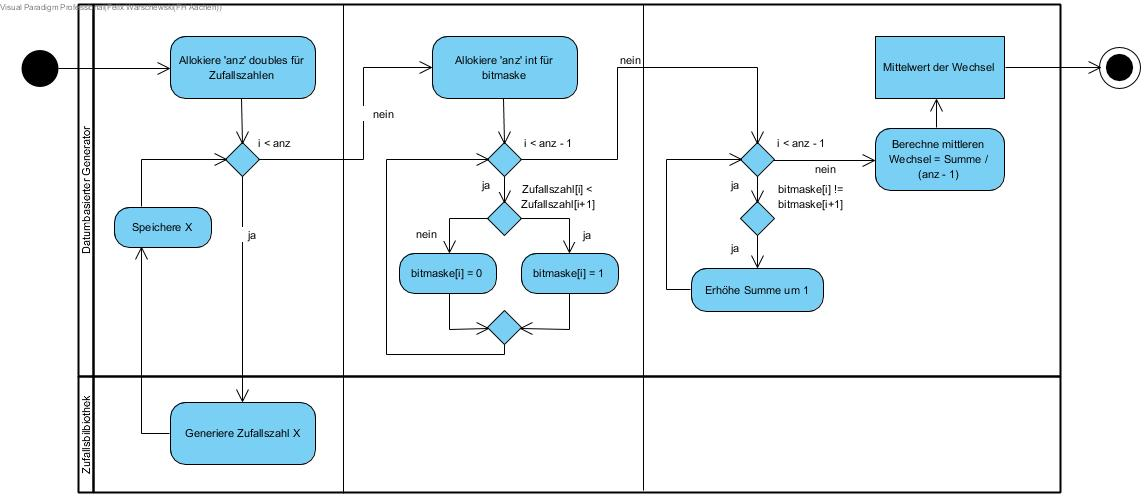 Visual Paradigm Professional(Felix Warschewski(FH Aachen))
Datumbasiorter Generator
Allokiere 'anz' doubles für
Zufallszahlen
i < anz
nein
Speichere X
ja
Allokiere 'anz' int für
bitmaske
i < anz - 1
nein
ja
Zufallszahl[i] <
Zufallszahl[i+1]
nein
ja
bitmaske[i] = 0
bitmaske[i] = 1
i < anz - 1
nein
ja
bitmaske[i] !=
bitmaske[i+1]
ja
Erhöhe Summe um 1
Berechne mittleren
Wechsel = Summe /
(anz - 1)
Mittelwert der Wechsel
Zufallsbilbiothek
Generiere Zufallszahl X